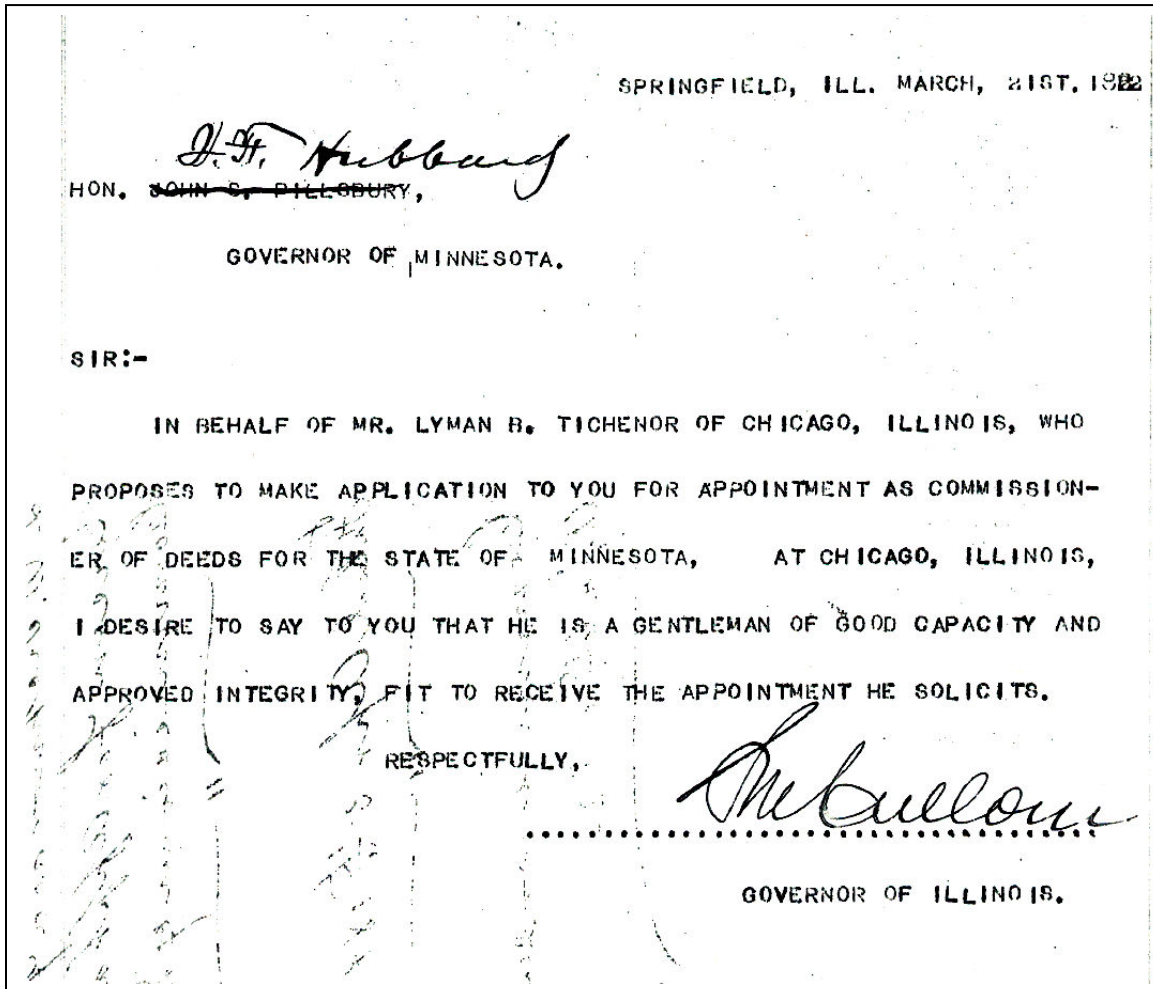 SPRINGFIELD, ILL. MARCH, 21ST. 1882
Hubbard
HON. JOHN S. PILLSBURY,
GOVERNOR OF MINNESOTA.
SIR:-
IN BEHALF OF MR. LYMAN B. TICHENOR OF CHICAGO, ILLINOIS, WHO
PROPOSES TO MAKE APPLICATION TO YOU FOR APPOINTMENT AS COMMISSION-
ER OF DEEDS FOR THE STATE OF MINNESOTA, AT CHICAGO, ILLINOIS,
I DESIRE TO SAY TO YOU THAT HE IS A GENTLEMAN OF GOOD CAPACITY AND
APPROVED INTEGRITY, FIT TO RECEIVE THE APPOINTMENT HE SOLICITS.
RESPECTFULLY,
SMCullom
GOVERNOR OF ILLINOIS.